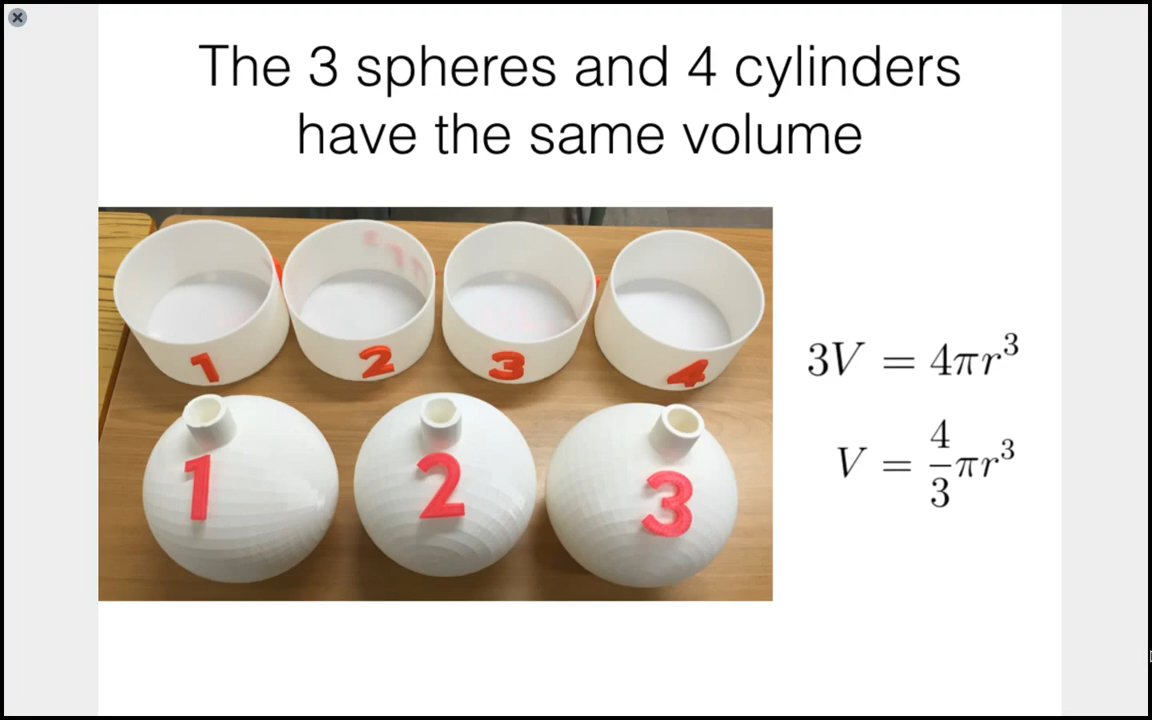 The 3 spheres and 4 cylinders
have the same volume
1 2 3 4
1 2 3
3V = 4πr³
V = 4/3 πr³